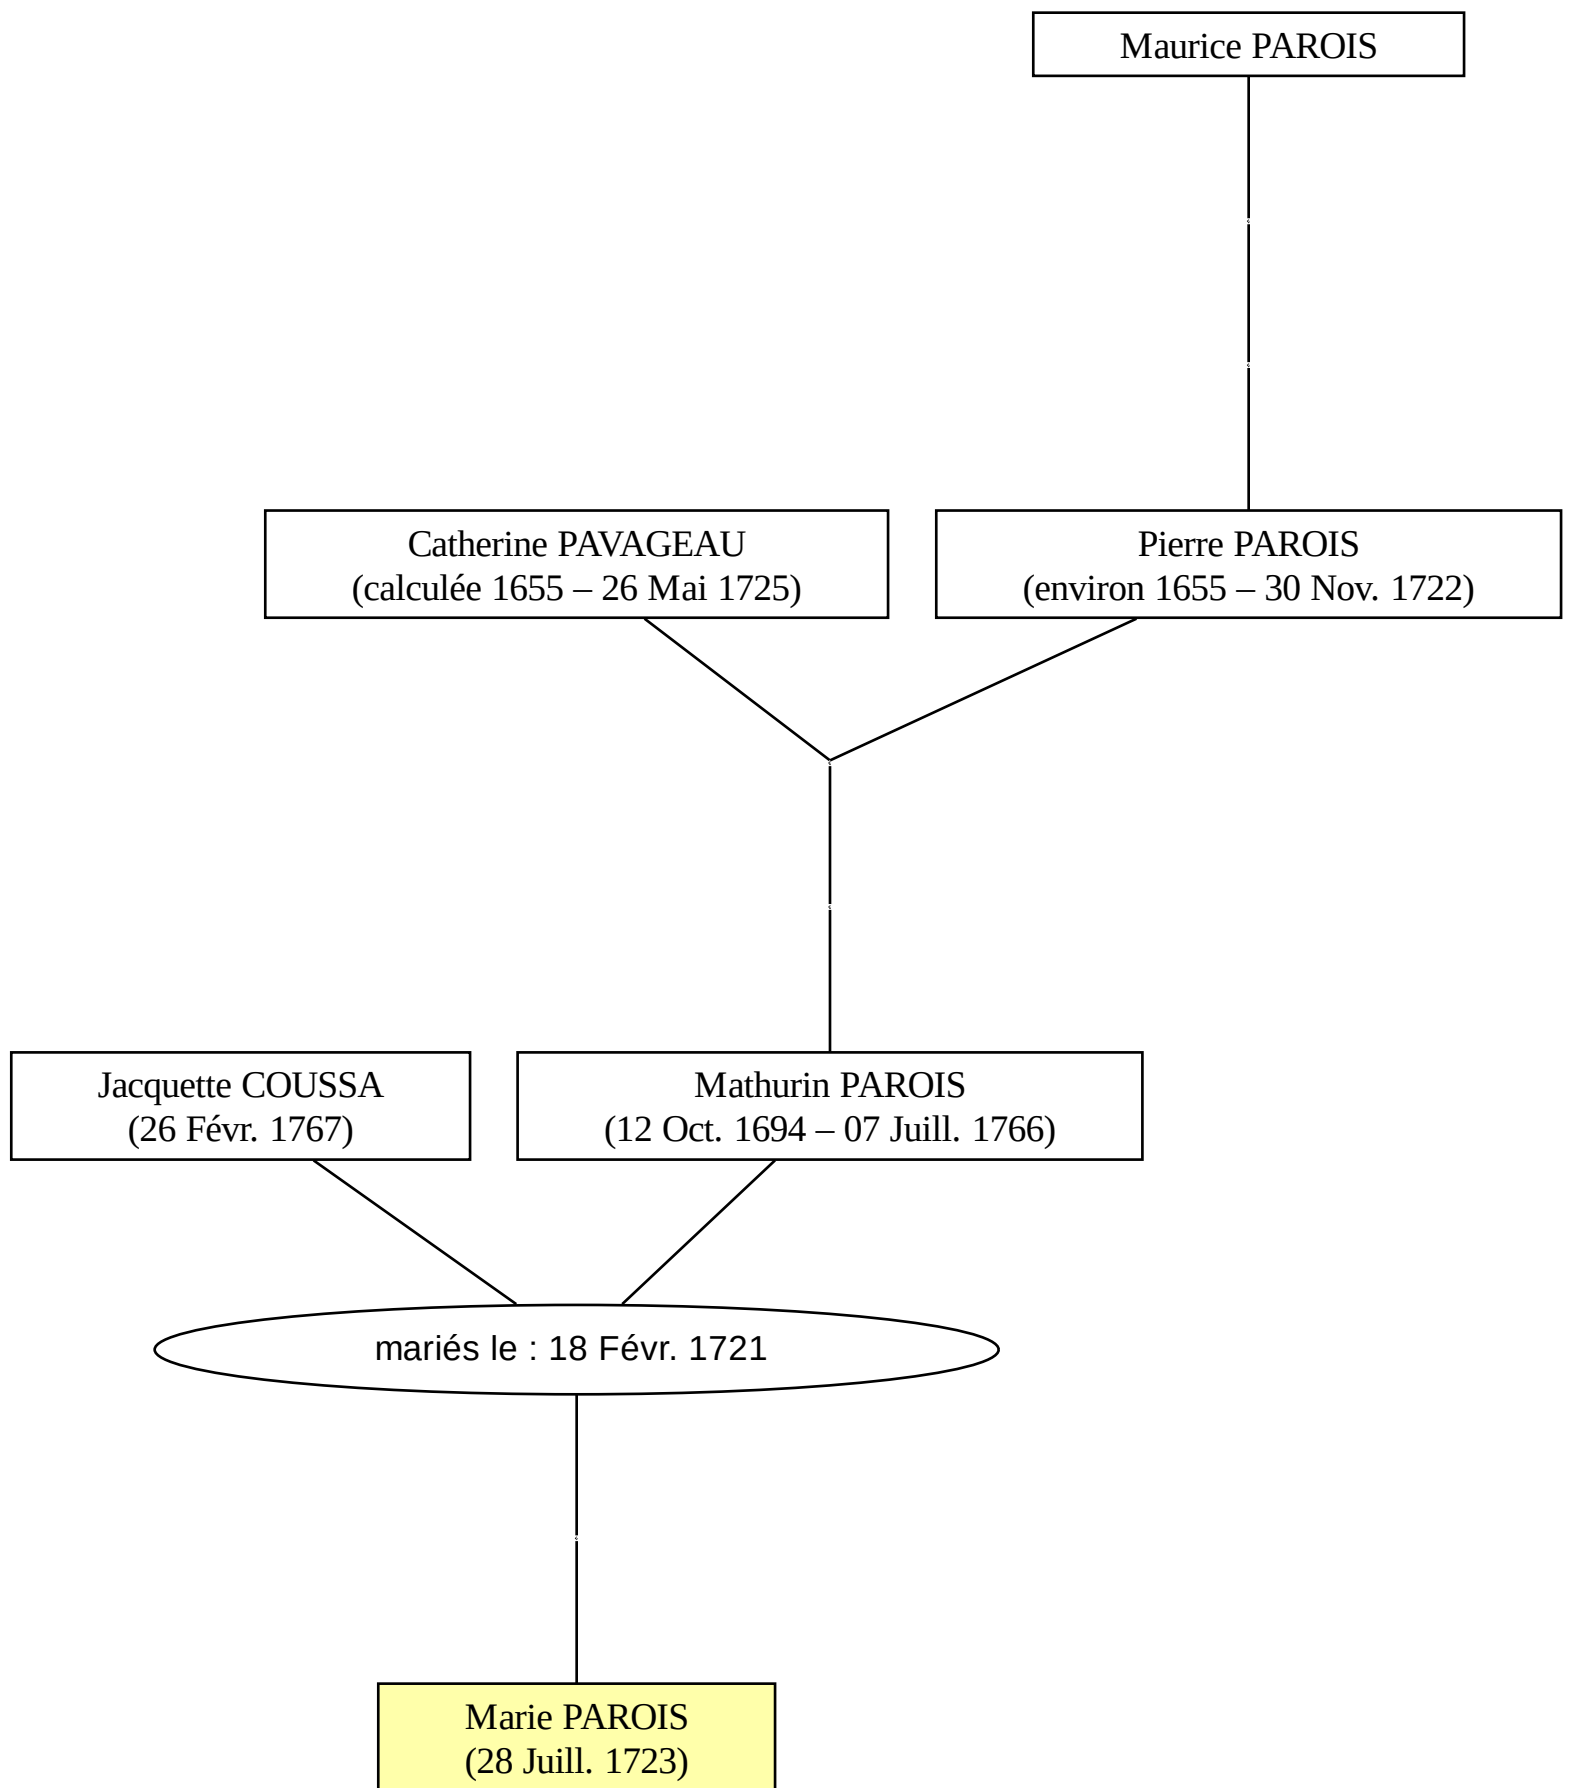 Maurice PAROIS
Catherine PAVAGEAU
(calculée 1655 – 26 Mai 1725)
Pierre PAROIS
(environ 1655 – 30 Nov. 1722)
Jacquette COUSSA
(26 Févr. 1767)
Mathurin PAROIS
(12 Oct. 1694 – 07 Juill. 1766)
mariés le : 18 Févr. 1721
Marie PAROIS
(28 Juill. 1723)